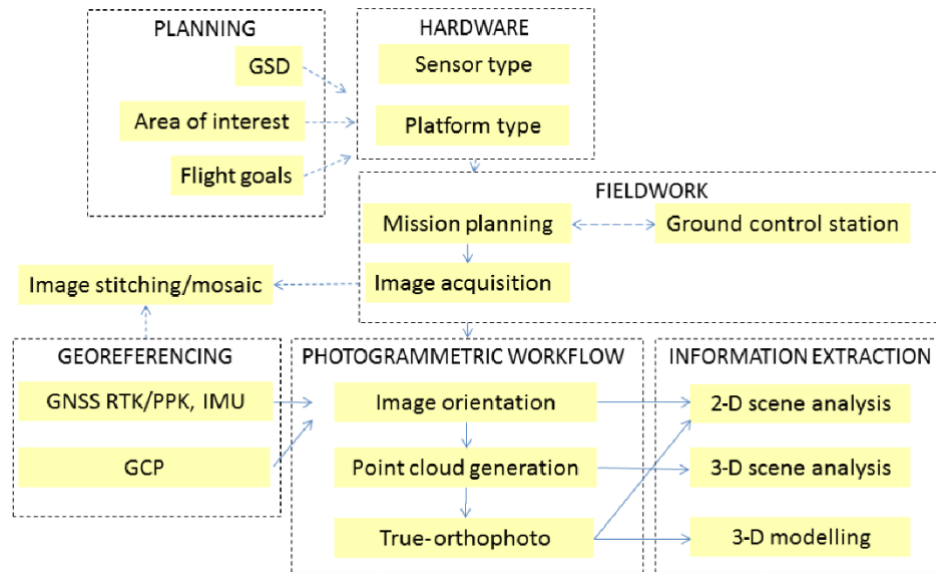 PLANNING
GSD
Area of interest
Flight goals
HARDWARE
Sensor type
Platform type
FIELDWORK
Mission planning
Ground control station
Image acquisition
Image stitching/mosaic
GEOREFERENCING
GNSS RTK/PPK, IMU
GCP
PHOTOGRAMMETRIC WORKFLOW
Image orientation
Point cloud generation
True-orthophoto
INFORMATION EXTRACTION
2-D scene analysis
3-D scene analysis
3-D modelling